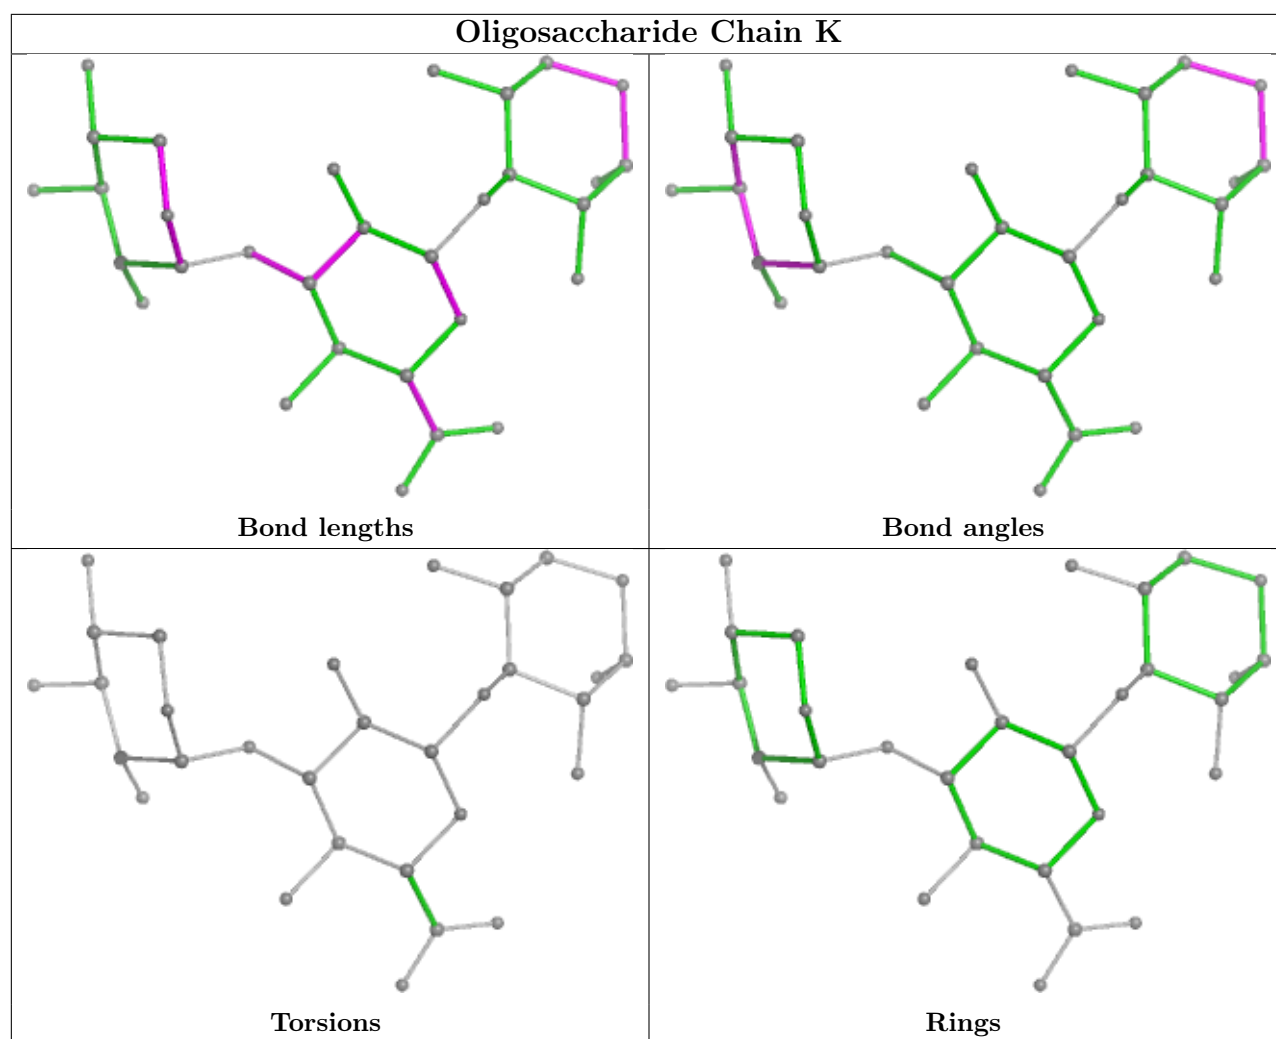 Oligosaccharide Chain K
Bond lengths
Bond angles
Torsions
Rings